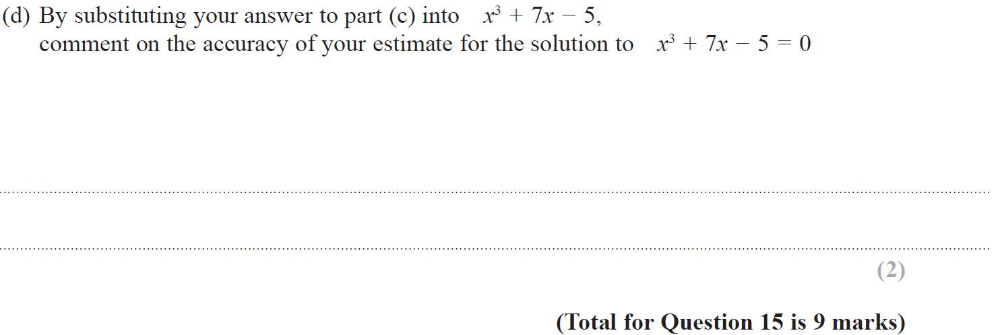 (d) By substituting your answer to part (c) into x³ + 7x − 5,
comment on the accuracy of your estimate for the solution to x³ + 7x − 5 = 0
(2)
(Total for Question 15 is 9 marks)